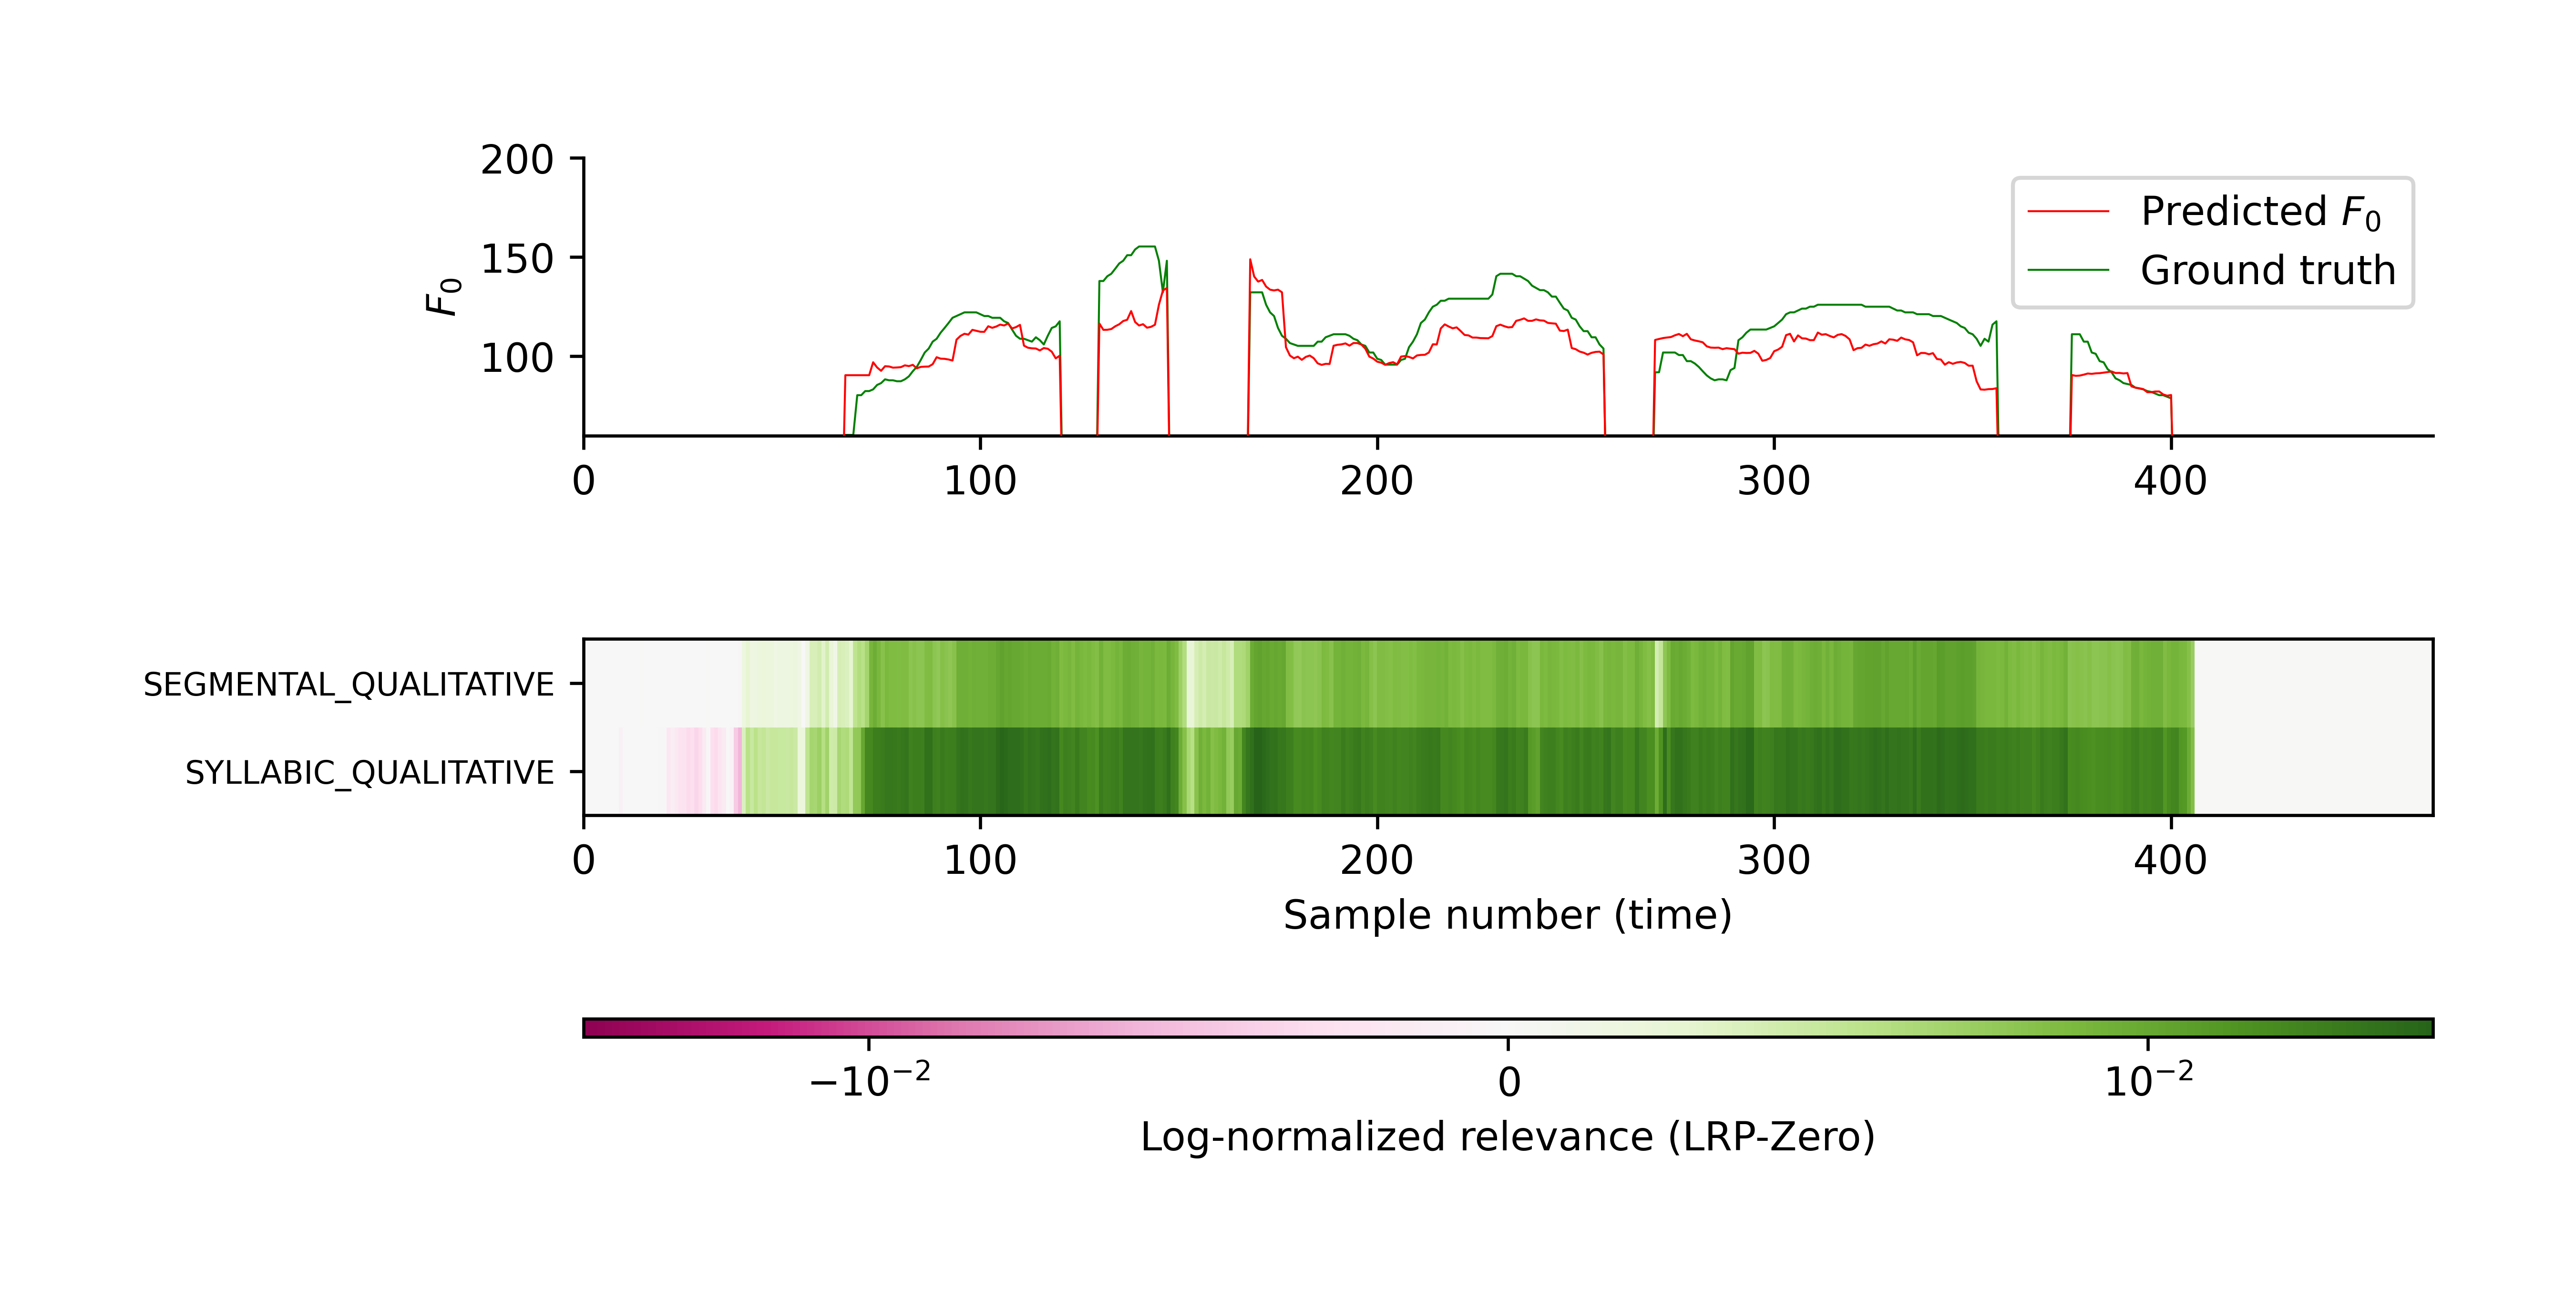 200
150
100
F₀
Predicted F₀
Ground truth
0 100 200 300 400
SEGMENTAL_QUALITATIVE
SYLLABIC_QUALITATIVE
0 100 200 300 400
Sample number (time)
−10⁻² 0 10⁻²
Log-normalized relevance (LRP-Zero)